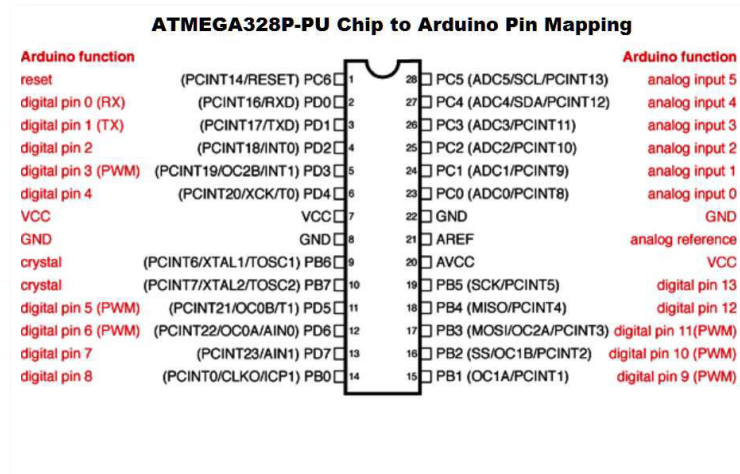 ATMEGA328P-PU Chip to Arduino Pin Mapping
Arduino function Arduino function
reset (PCINT14/RESET) PC6 1 28 PC5 (ADC5/SCL/PCINT13) analog input 5
digital pin 0 (RX) (PCINT16/RXD) PD0 2 27 PC4 (ADC4/SDA/PCINT12) analog input 4
digital pin 1 (TX) (PCINT17/TXD) PD1 3 26 PC3 (ADC3/PCINT11) analog input 3
digital pin 2 (PCINT18/INT0) PD2 4 25 PC2 (ADC2/PCINT10) analog input 2
digital pin 3 (PWM) (PCINT19/OC2B/INT1) PD3 5 24 PC1 (ADC1/PCINT9) analog input 1
digital pin 4 (PCINT20/XCK/T0) PD4 6 23 PC0 (ADC0/PCINT8) analog input 0
VCC VCC 7 22 GND GND
GND GND 8 21 AREF analog reference
crystal (PCINT6/XTAL1/TOSC1) PB6 9 20 AVCC VCC
crystal (PCINT7/XTAL2/TOSC2) PB7 10 19 PB5 (SCK/PCINT5) digital pin 13
digital pin 5 (PWM) (PCINT21/OC0B/T1) PD5 11 18 PB4 (MISO/PCINT4) digital pin 12
digital pin 6 (PWM) (PCINT22/OC0A/AIN0) PD6 12 17 PB3 (MOSI/OC2A/PCINT3) digital pin 11(PWM)
digital pin 7 (PCINT23/AIN1) PD7 13 16 PB2 (SS/OC1B/PCINT2) digital pin 10 (PWM)
digital pin 8 (PCINT0/CLKO/ICP1) PB0 14 15 PB1 (OC1A/PCINT1) digital pin 9 (PWM)